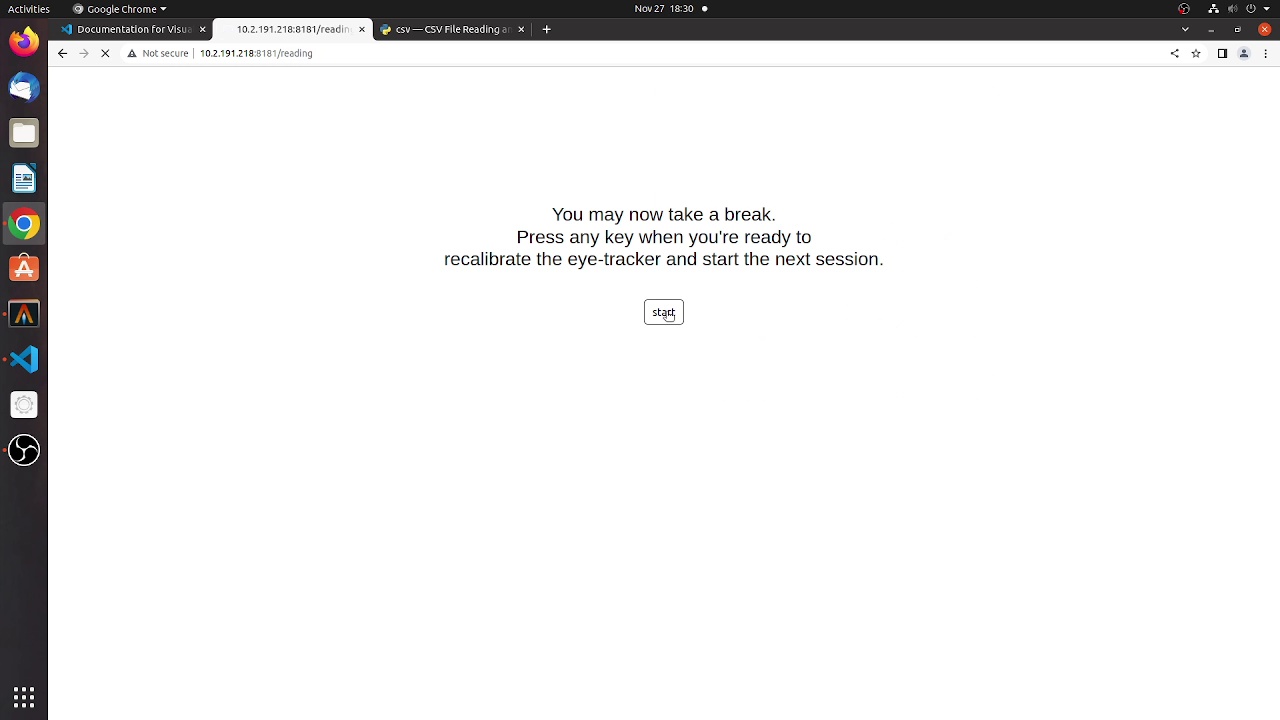 Activities
Google Chrome
Nov 27 18:30
Documentation for Visua
10.2.191.218:8181/readin
csv — CSV File Reading a
Not secure
10.2.191.218:8181/reading
You may now take a break.
Press any key when you're ready to
recalibrate the eye-tracker and start the next session.
start